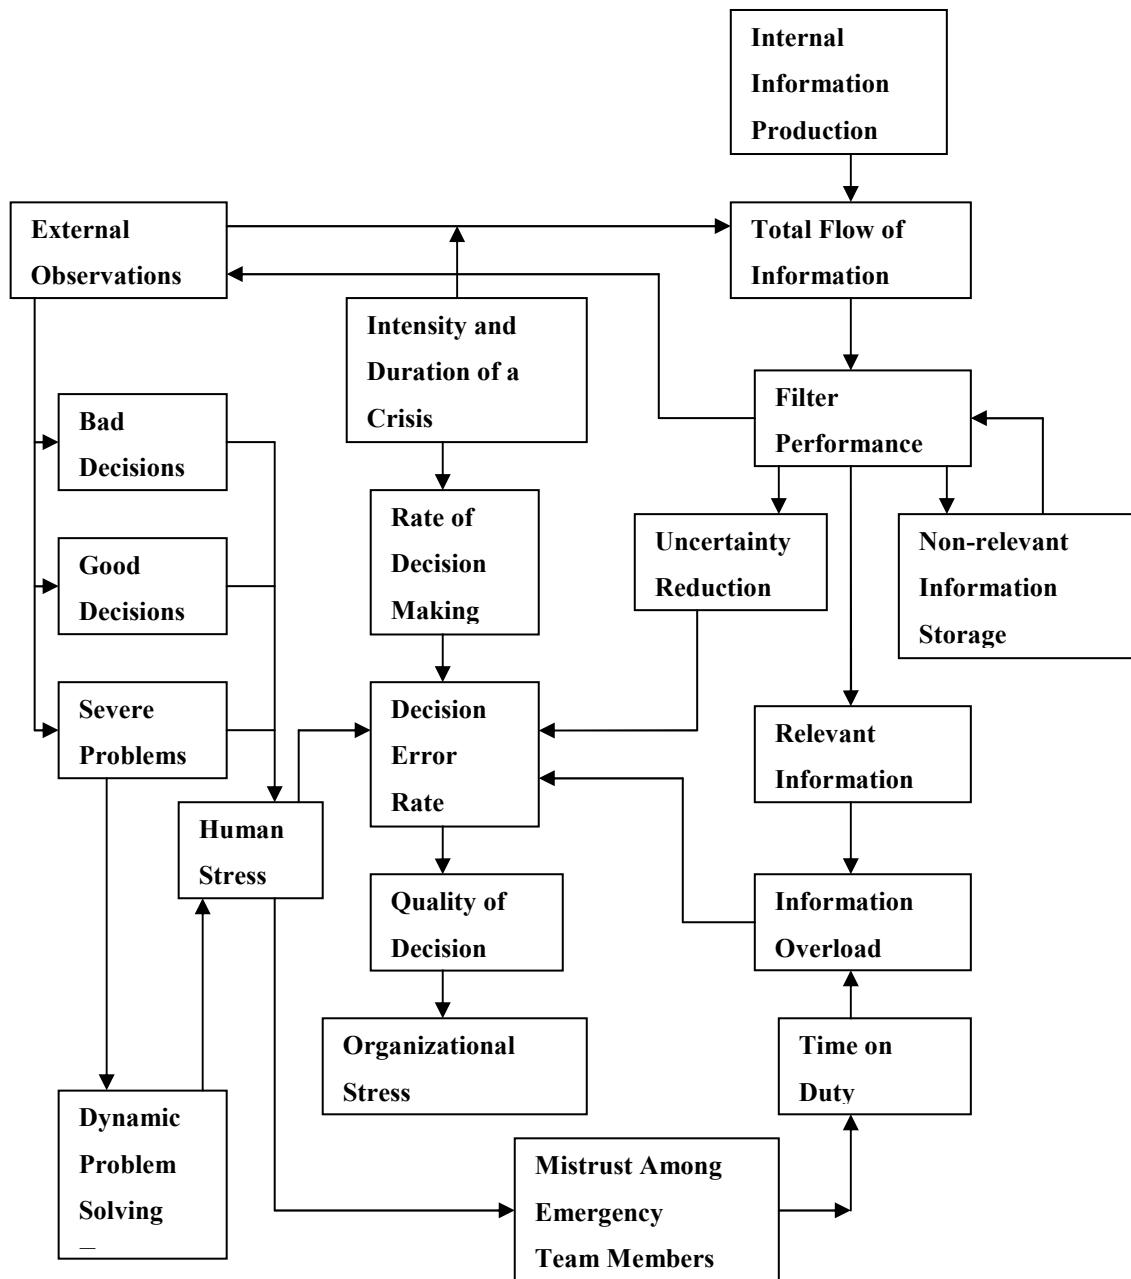 Internal
Information
Production
External
Observations
Total Flow of
Information
Intensity and
Duration of a
Crisis
Filter
Performance
Bad
Decisions
Rate of
Decision
Making
Uncertainty
Reduction
Non-relevant
Information
Storage
Good
Decisions
Severe
Problems
Decision
Error
Rate
Relevant
Information
Human
Stress
Quality of
Decision
Information
Overload
Organizational
Stress
Time on
Duty
Dynamic
Problem
Solving
Mistrust Among
Emergency
Team Members